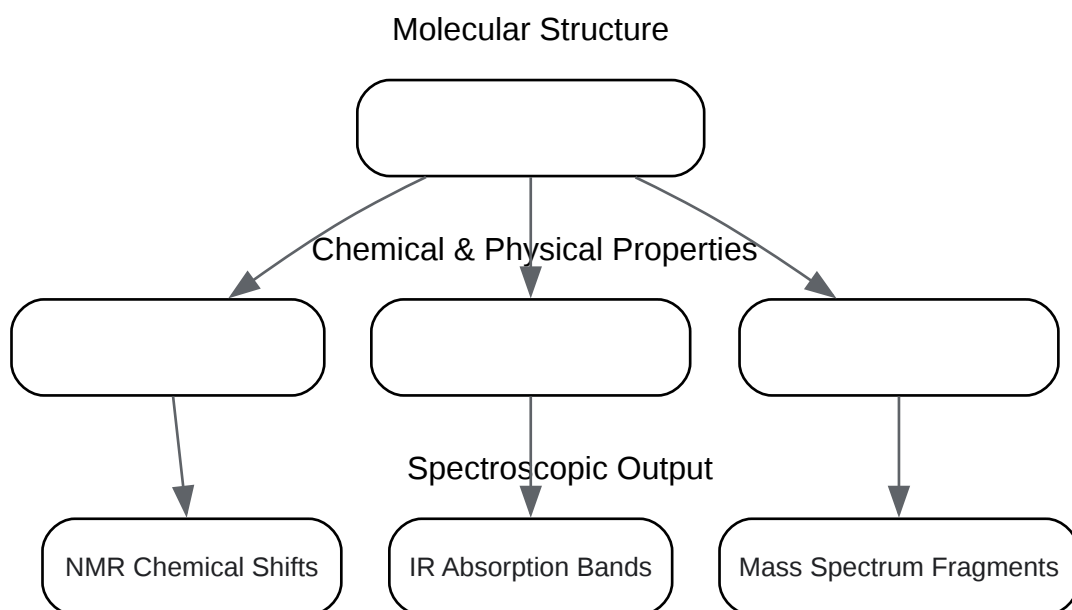 Molecular Structure
Chemical & Physical Properties
Spectroscopic Output
NMR Chemical Shifts
IR Absorption Bands
Mass Spectrum Fragments